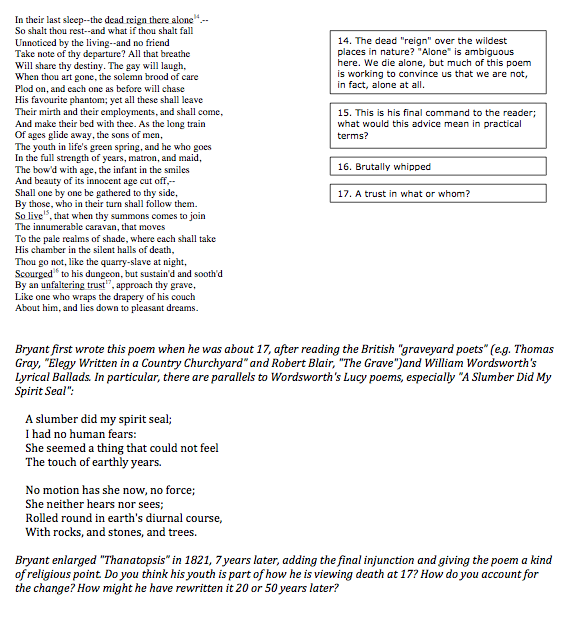 In their last sleep--the dead reign there alone14.--
So shalt thou rest--and what if thou shalt fall
Unnoticed by the living--and no friend
Take note of thy departure? All that breathe
Will share thy destiny. The gay will laugh,
When thou art gone, the solemn brood of care
Plod on, and each one as before will chase
His favourite phantom; yet all these shall leave
Their mirth and their employments, and shall come,
And make their bed with thee. As the long train
Of ages glide away, the sons of men,
The youth in life's green spring, and he who goes
In the full strength of years, matron, and maid,
The bow'd with age, the infant in the smiles
And beauty of its innocent age cut off,--
Shall one by one be gathered to thy side,
By those, who in their turn shall follow them.
So live15, that when thy summons comes to join
The innumerable caravan, that moves
To the pale realms of shade, where each shall take
His chamber in the silent halls of death,
Thou go not, like the quarry-slave at night,
Scourged16 to his dungeon, but sustain'd and sooth'd
By an unfaltering trust17, approach thy grave,
Like one who wraps the drapery of his couch
About him, and lies down to pleasant dreams.
14. The dead "reign" over the wildest
places in nature? "Alone" is ambiguous
here. We die alone, but much of this poem
is working to convince us that we are not,
in fact, alone at all.
15. This is his final command to the reader;
what would this advice mean in practical
terms?
16. Brutally whipped
17. A trust in what or whom?
Bryant first wrote this poem when he was about 17, after reading the British "graveyard poets" (e.g. Thomas
Gray, "Elegy Written in a Country Churchyard" and Robert Blair, "The Grave")and William Wordsworth's
Lyrical Ballads. In particular, there are parallels to Wordsworth's Lucy poems, especially "A Slumber Did My
Spirit Seal":
A slumber did my spirit seal;
I had no human fears:
She seemed a thing that could not feel
The touch of earthly years.
No motion has she now, no force;
She neither hears nor sees;
Rolled round in earth's diurnal course,
With rocks, and stones, and trees.
Bryant enlarged "Thanatopsis" in 1821, 7 years later, adding the final injunction and giving the poem a kind
of religious point. Do you think his youth is part of how he is viewing death at 17? How do you account for
the change? How might he have rewritten it 20 or 50 years later?